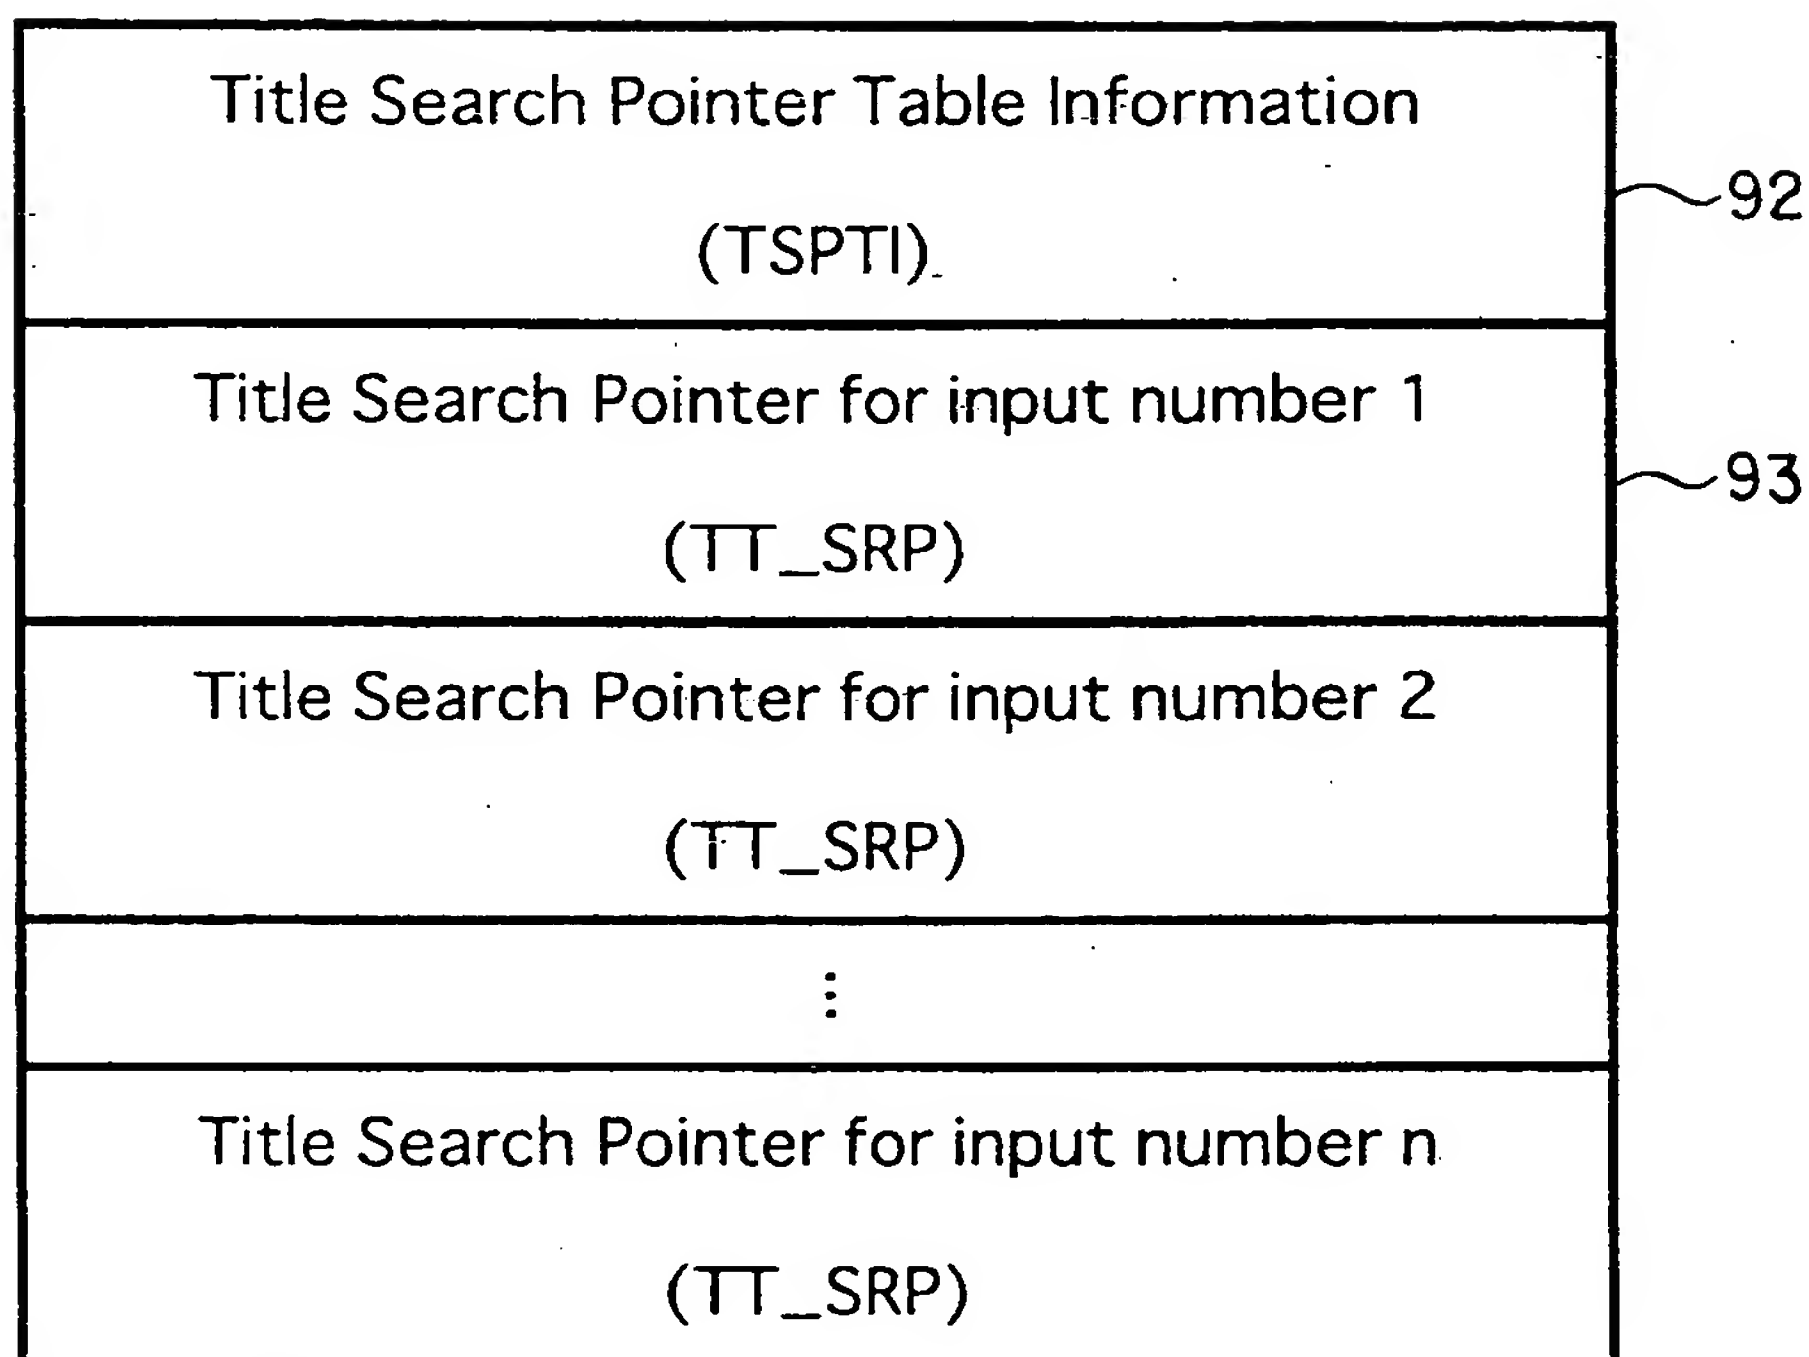 Title Search Pointer Table Information
(TSPTI)
92
Title Search Pointer for input number 1
(TT_SRP)
93
Title Search Pointer for input number 2
(TT_SRP)
⋮
Title Search Pointer for input number n
(TT_SRP)